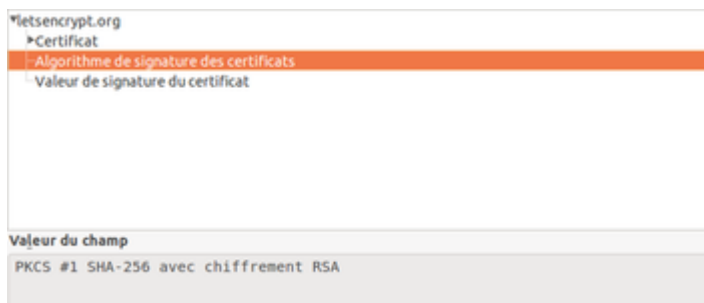 letsencrypt.org
Certificat
Algorithme de signature des certificats
Valeur de signature du certificat
Valeur du champ
PKCS #1 SHA-256 avec chiffrement RSA